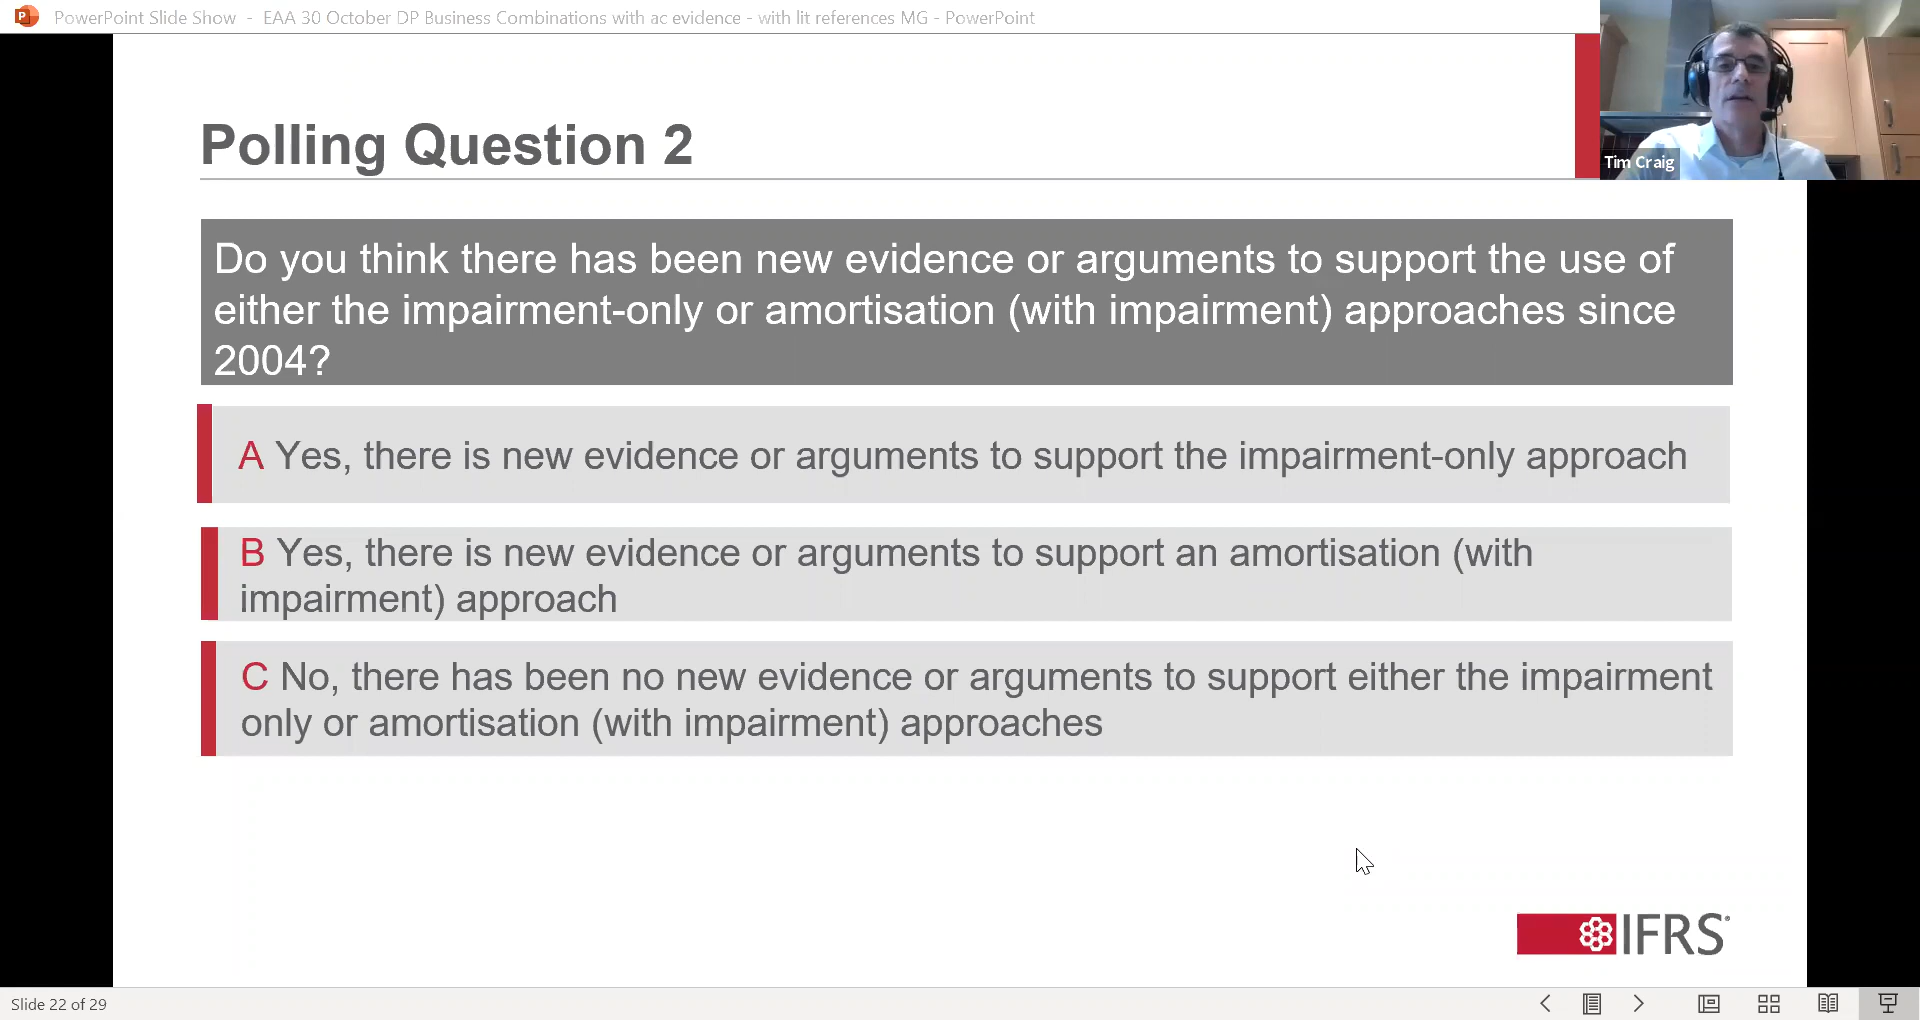 PowerPoint Slide Show - EAA 30 October DP Business Combinations with ac evidence - with lit references MG - PowerPoint
Tim Craig
Polling Question 2
Do you think there has been new evidence or arguments to support the use of
either the impairment-only or amortisation (with impairment) approaches since
2004?
A Yes, there is new evidence or arguments to support the impairment-only approach
B Yes, there is new evidence or arguments to support an amortisation (with
impairment) approach
C No, there has been no new evidence or arguments to support either the impairment
only or amortisation (with impairment) approaches
IFRS®
Slide 22 of 29